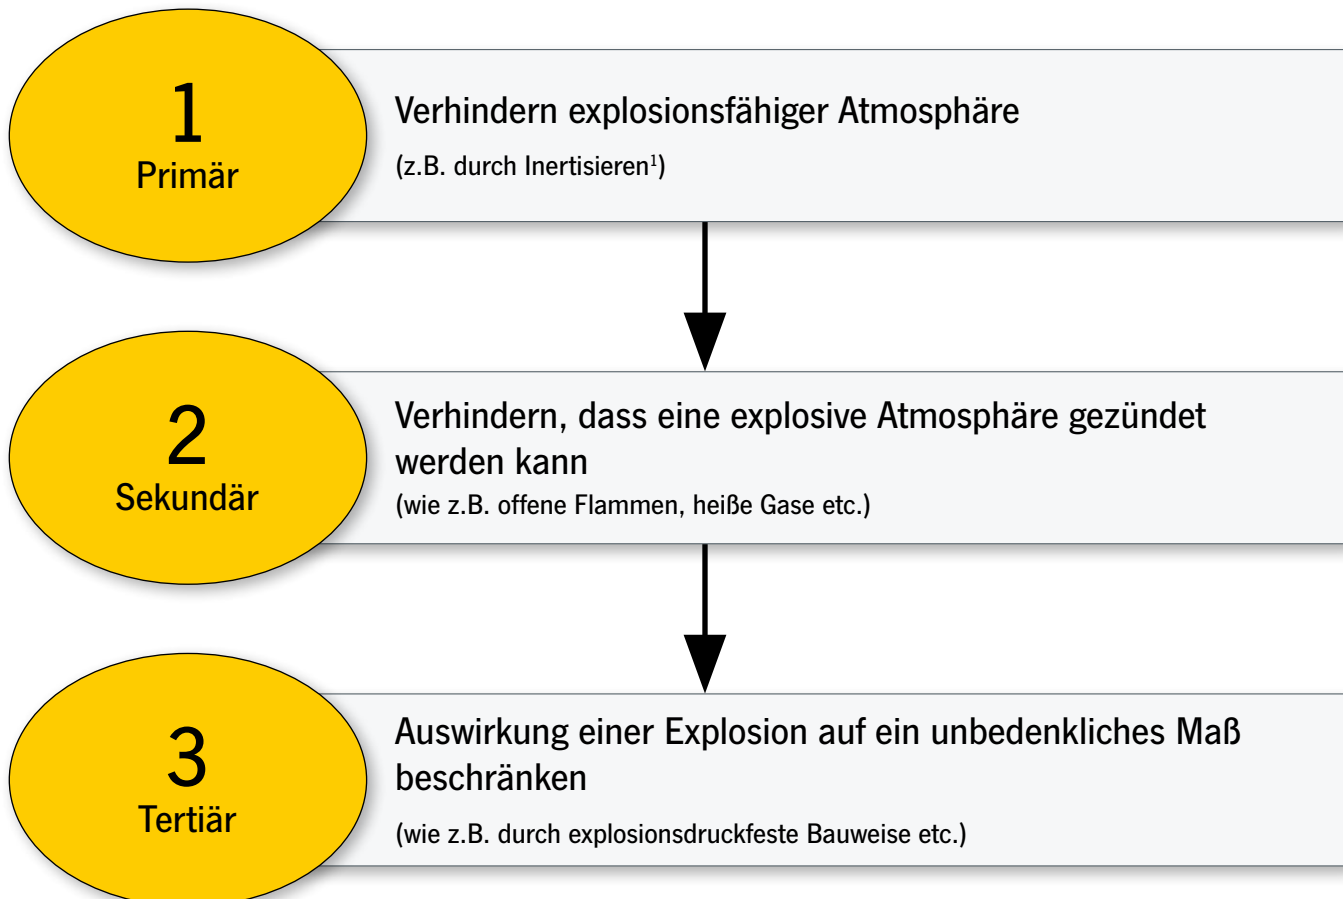 1
Primär
Verhindern explosionsfähiger Atmosphäre
(z.B. durch Inertisieren¹)
2
Sekundär
Verhindern, dass eine explosive Atmosphäre gezündet
werden kann
(wie z.B. offene Flammen, heiße Gase etc.)
3
Tertiär
Auswirkung einer Explosion auf ein unbedenkliches Maß
beschränken
(wie z.B. durch explosionsdruckfeste Bauweise etc.)